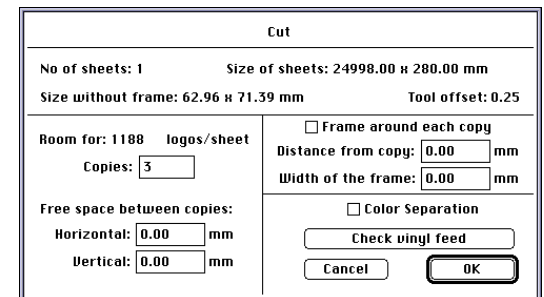 Cut
No of sheets: 1 Size of sheets: 24998.00 x 280.00 mm
Size without frame: 62.96 x 71.39 mm Tool offset: 0.25
Room for: 1188 logos/sheet
Copies: 3
Free space between copies:
Horizontal: 0.00 mm
Vertical: 0.00 mm
Frame around each copy
Distance from copy: 0.00 mm
Width of the frame: 0.00 mm
Color Separation
Check vinyl feed
Cancel OK